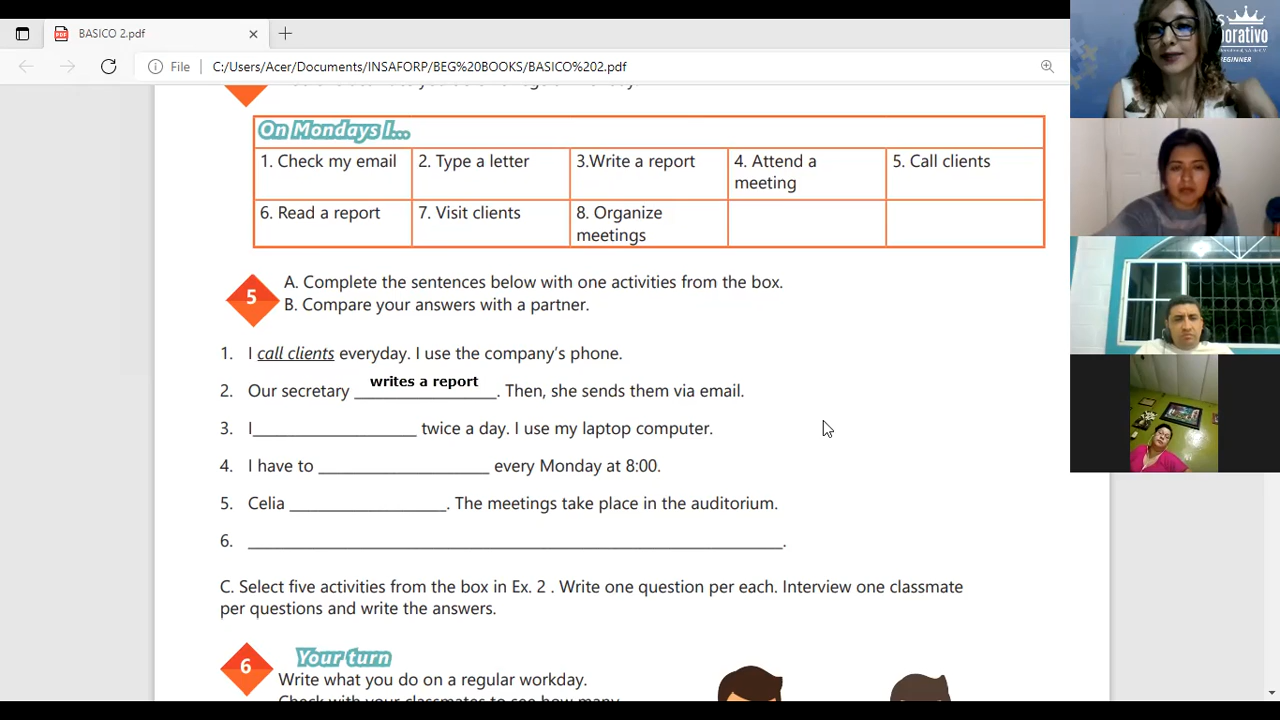 BASICO 2.pdf
File C:/Users/Acer/Documents/INSAFORP/BEG%20BOOKS/BASICO%202.pdf
On Mondays I...
1. Check my email 2. Type a letter 3.Write a report 4. Attend a meeting 5. Call clients
6. Read a report 7. Visit clients 8. Organize meetings
5
A. Complete the sentences below with one activities from the box.
B. Compare your answers with a partner.
1. I call clients everyday. I use the company's phone.
2. Our secretary writes a report. Then, she sends them via email.
3. I___________________ twice a day. I use my laptop computer.
4. I have to ___________________ every Monday at 8:00.
5. Celia __________________. The meetings take place in the auditorium.
6. ______________________________________________________________.
C. Select five activities from the box in Ex. 2 . Write one question per each. Interview one classmate
per questions and write the answers.
6
Your turn
Write what you do on a regular workday.
BEGINNER